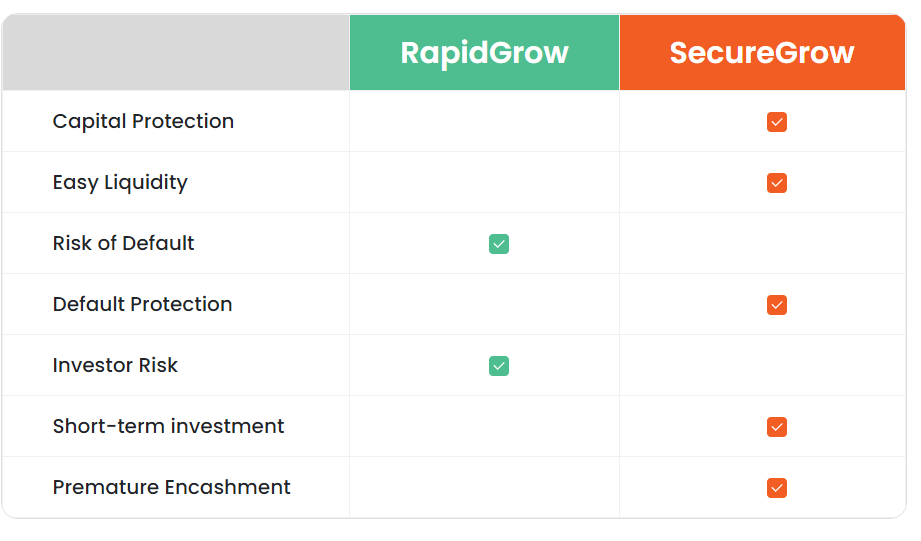 RapidGrow SecureGrow
Capital Protection
Easy Liquidity
Risk of Default
Default Protection
Investor Risk
Short-term investment
Premature Encashment